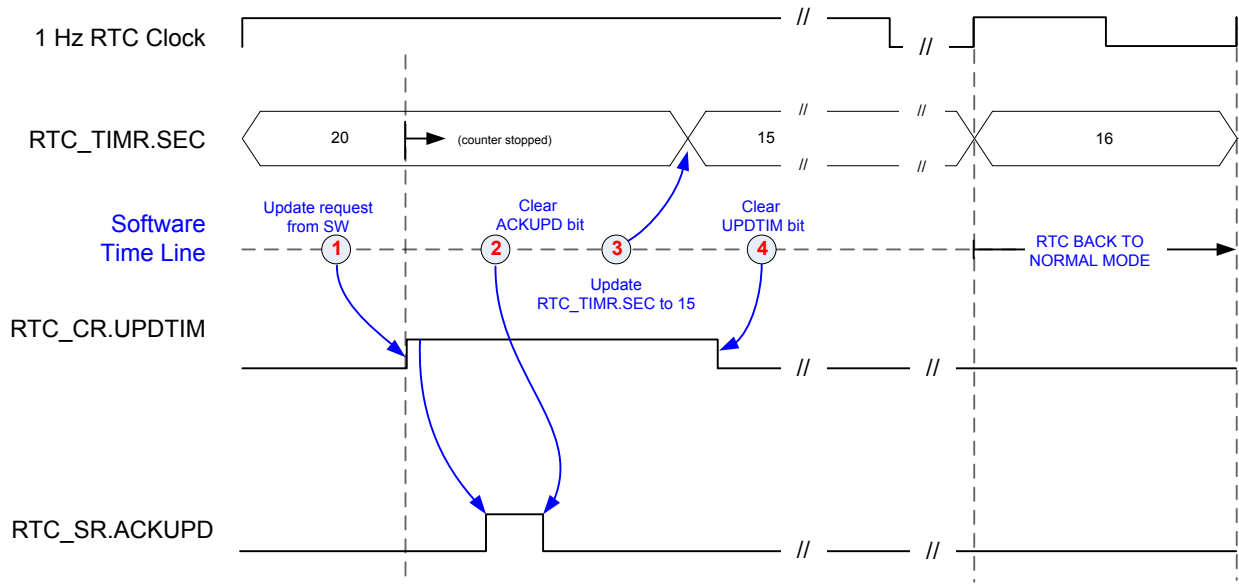 //
1 Hz RTC Clock
//
//
//
RTC_TIMR.SEC
20
(counter stopped)
15
16
//
//
Software
Time Line
Update request
from SW
1
Clear
ACKUPD bit
2
3
Update
RTC_TIMR.SEC to 15
Clear
UPDTIM bit
4
RTC BACK TO
NORMAL MODE
RTC_CR.UPDTIM
//
//
RTC_SR.ACKUPD
//
//